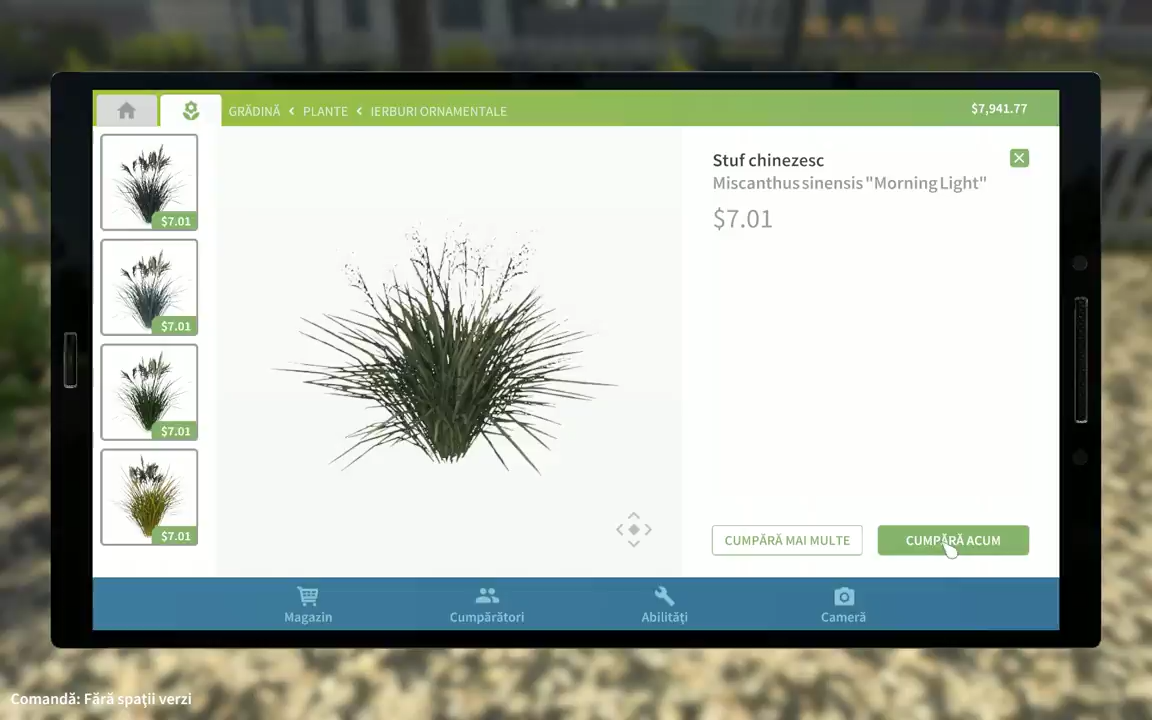 GRĂDINĂ < PLANTE < IERBURI ORNAMENTALE
$7,941.77
$7.01
$7.01
$7.01
$7.01
Stuf chinezesc
Miscanthus sinensis "Morning Light"
$7.01
CUMPĂRĂ MAI MULTE
CUMPĂRĂ ACUM
Magazin
Cumpărători
Abilități
Cameră
Comandă: Fără spații verzi